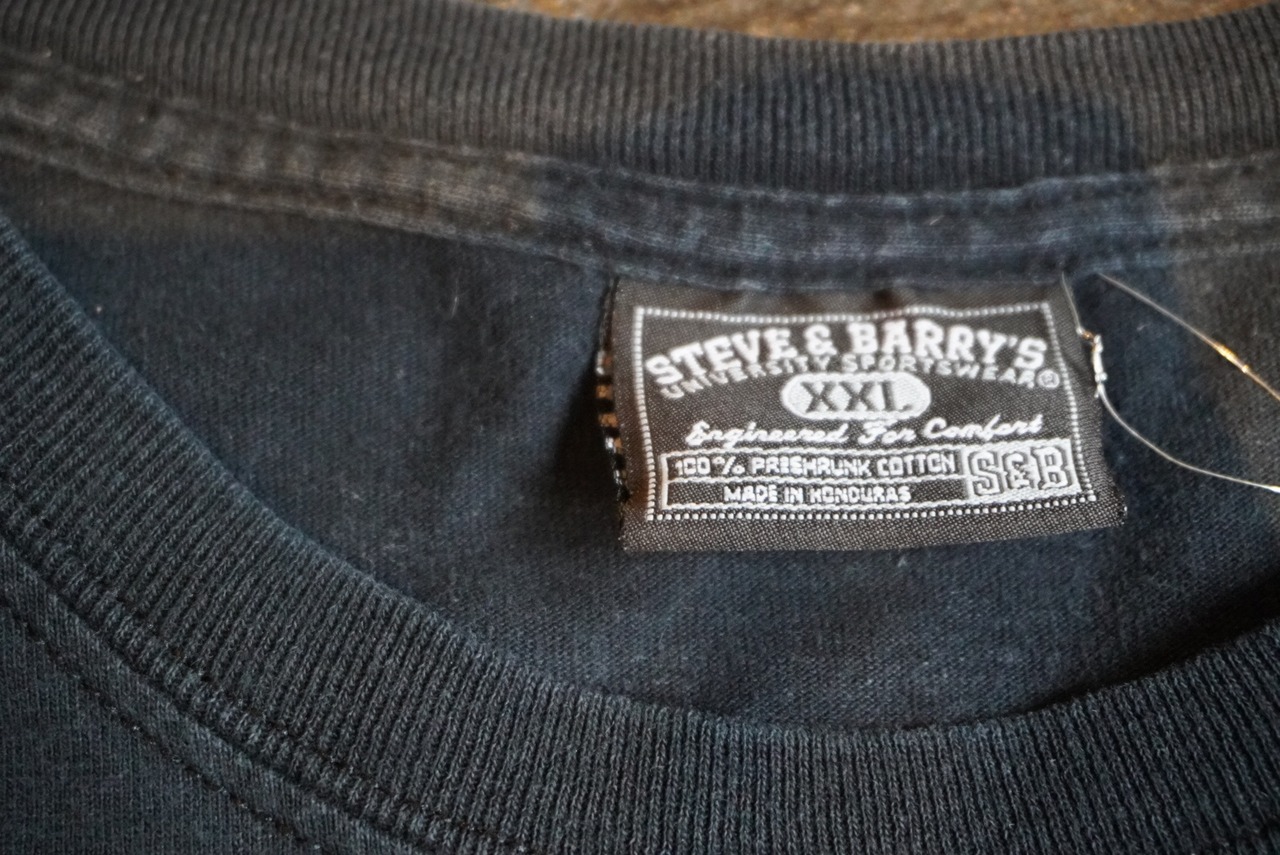 STEVE & BARRY'S
UNIVERSITY SPORTSWEAR®
XXL
Engineered For Comfort
100% PRESHRUNK COTTON
MADE IN HONDURAS
S&B